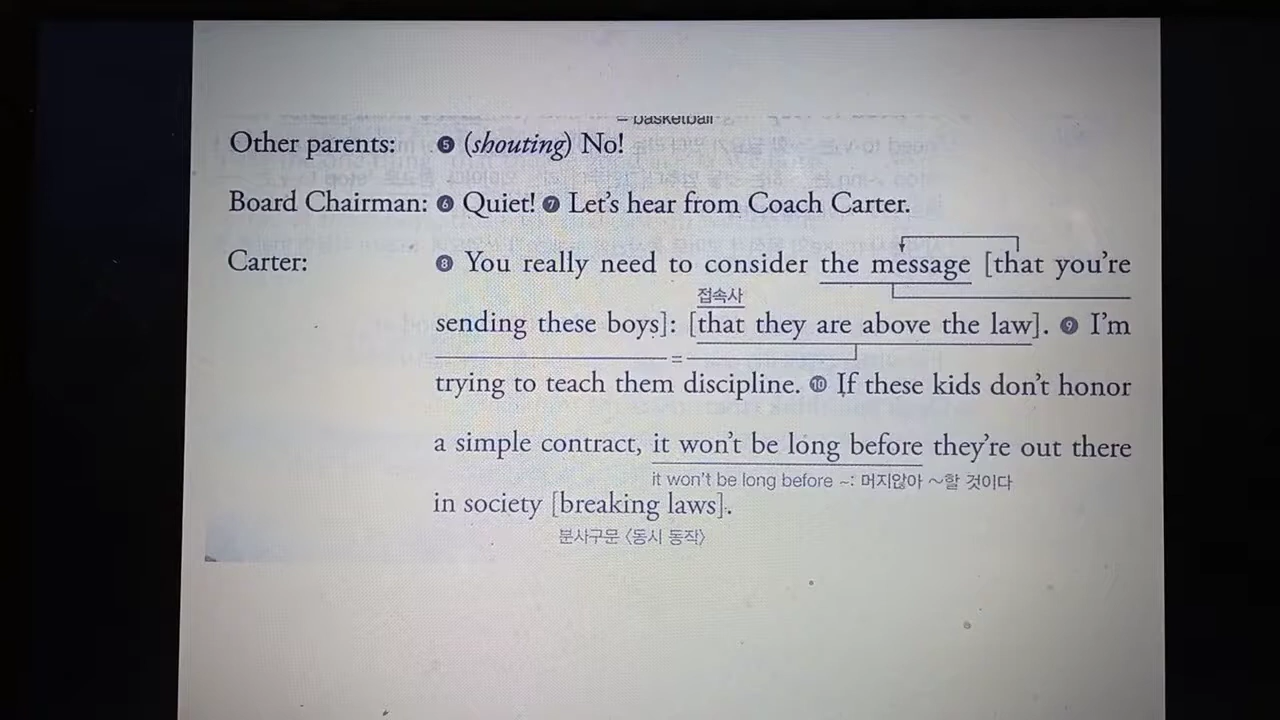 – basketball
Other parents: ❺ (shouting) No!
Board Chairman: ❻ Quiet! ❼ Let's hear from Coach Carter.
Carter: ❽ You really need to consider the message [that you're
접속사
sending these boys]: [that they are above the law]. ❾ I'm
=
trying to teach them discipline. ❿ If these kids don't honor
a simple contract, it won't be long before they're out there
it won't be long before ~: 머지않아 ~할 것이다
in society [breaking laws].
분사구문 〈동시 동작〉